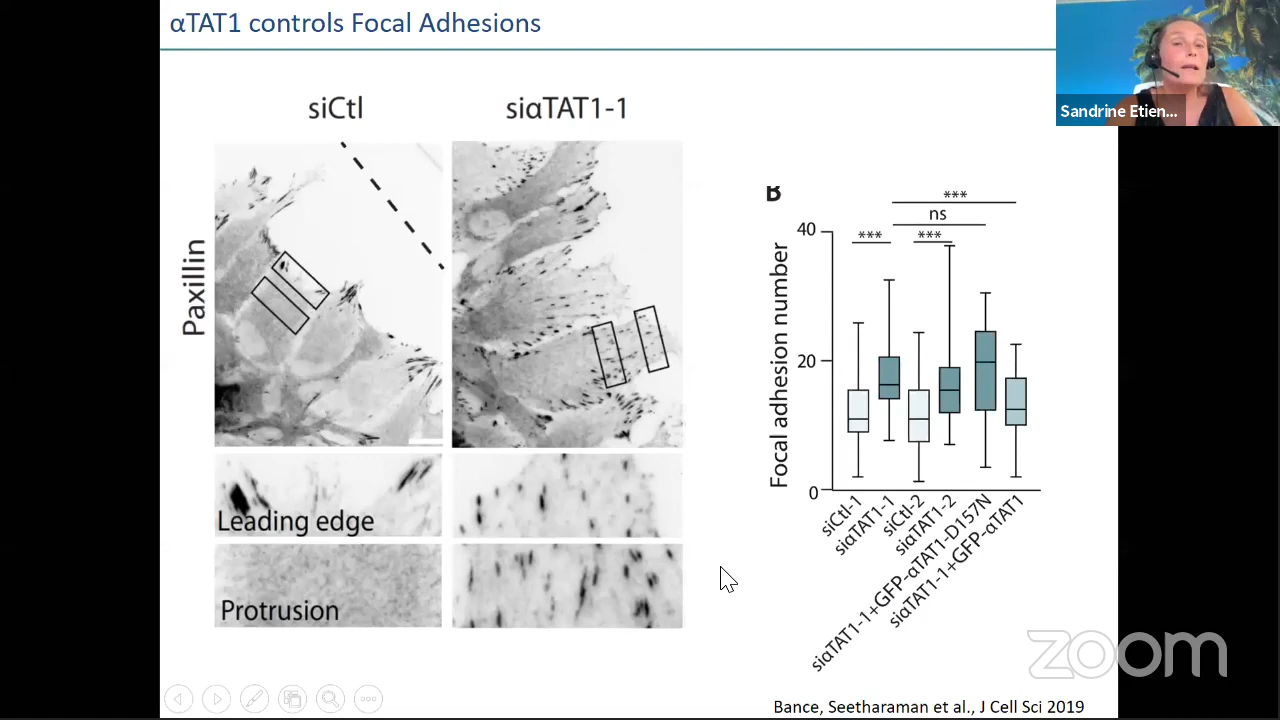 αTAT1 controls Focal Adhesions
Sandrine Etien...
siCtl
siαTAT1-1
Paxillin
Leading edge
Protrusion
B
***
ns
***
***
40
20
0
Focal adhesion number
siCtl-1
siαTAT1-1
siCtl-2
siαTAT1-2
siαTAT1-1+GFP-αTAT1-D157N
siαTAT1-1+GFP-αTAT1
zoom
Bance, Seetharaman et al., J Cell Sci 2019